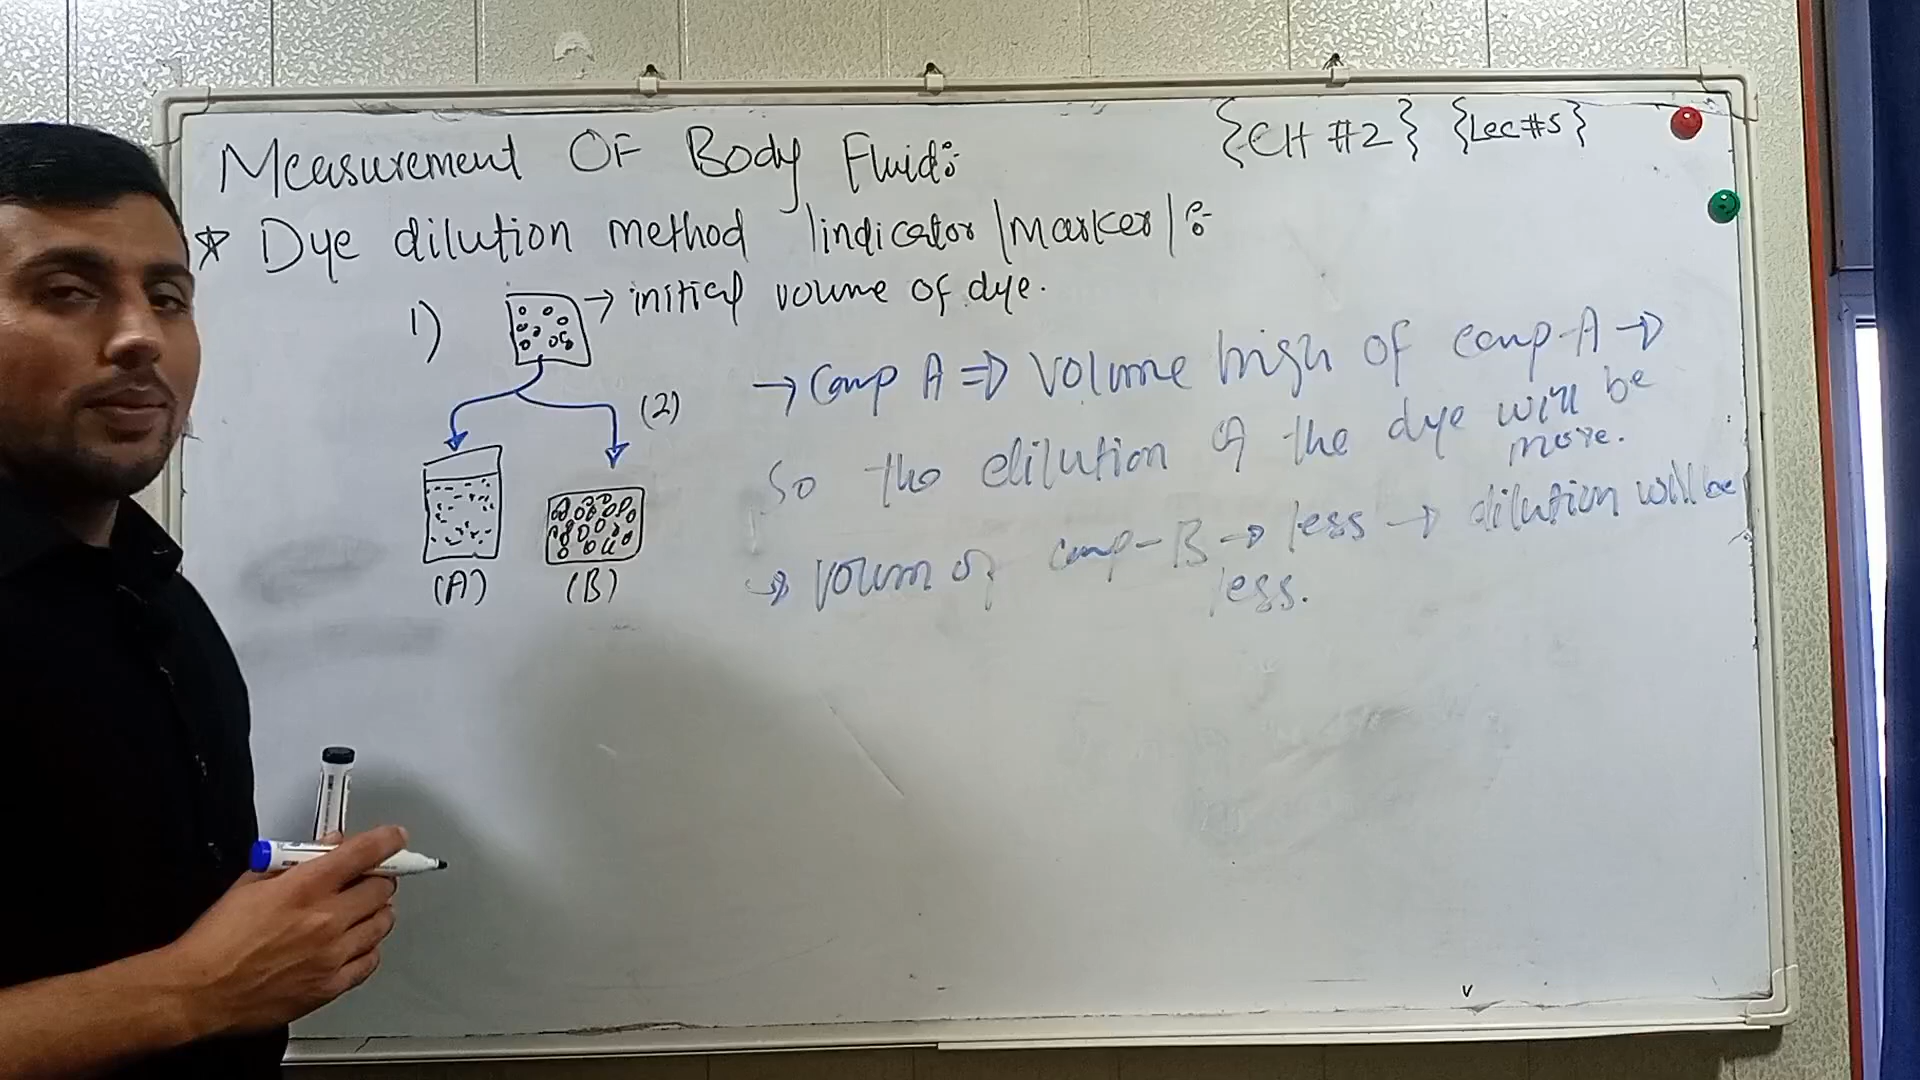 Measurement OF Body Fluid:-
{CH #2} {Lec#5}
* Dye dilution method /indicator/marker/:-
1) → initial volume of dye.
(2)
(A) (B)
→ Comp A ⇒ Volume high of comp-A →
So the dilution of the dye will be
more.
→ Volum of comp-B → less → dilution will be
less.